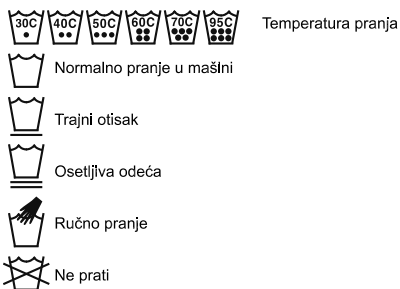 30C 40C 50C 60C 70C 95C Temperatura pranja
Normalno pranje u mašini
Trajni otisak
Osetljiva odeća
Ručno pranje
Ne prati